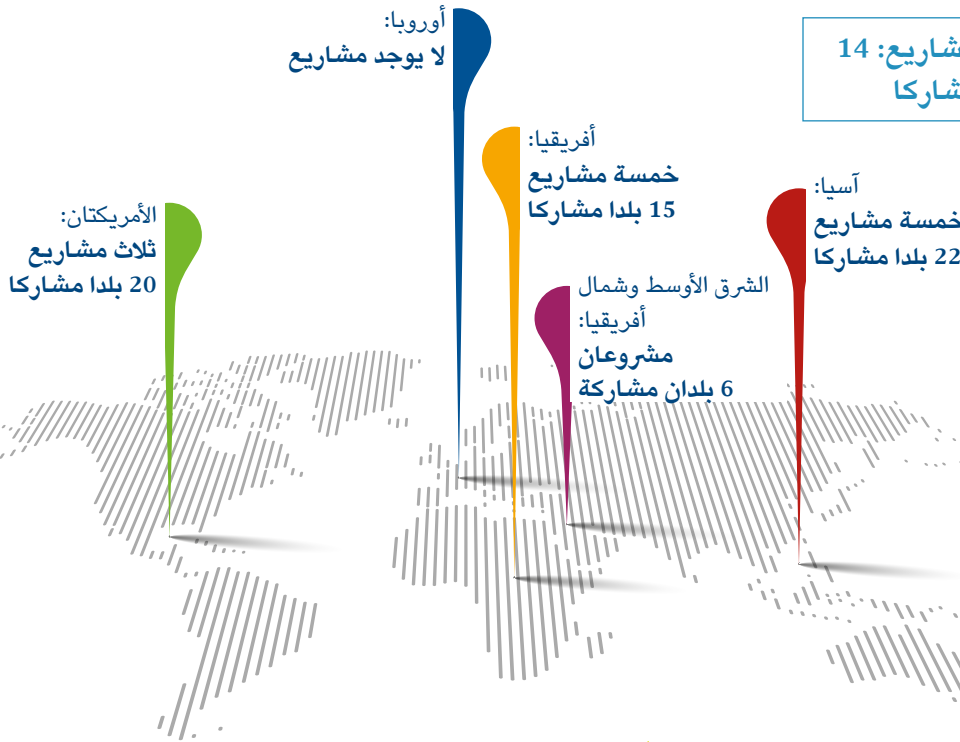 شاريع: 14
شاركا
أوروبا:
لا يوجد مشاريع
أفريقيا:
خمسة مشاريع
15 بلدا مشاركا
آسيا:
خمسة مشاريع
22 بلدا مشاركا
الأمريكتان:
ثلاث مشاريع
20 بلدا مشاركا
الشرق الأوسط وشمال
أفريقيا:
مشروعان
6 بلدان مشاركة